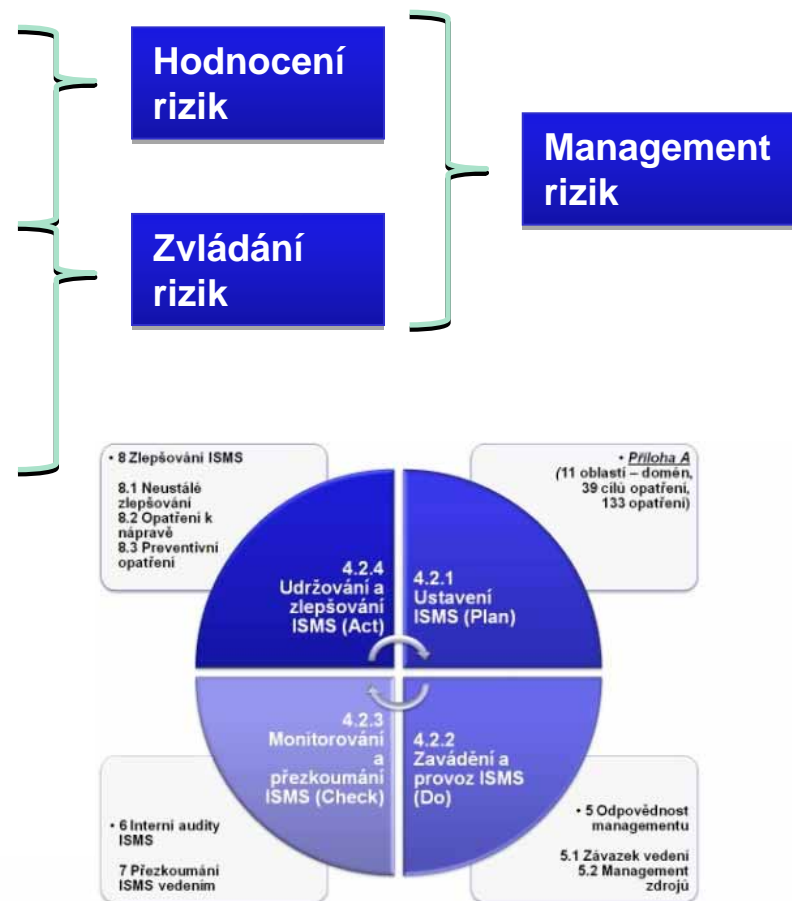 Hodnocení
rizik
Management
rizik
Zvládání
rizik
• 8 Zlepšování ISMS
8.1 Neustálé
zlepšování
8.2 Opatření k
nápravě
8.3 Preventivní
opatření
• Příloha A
(11 oblastí – domén,
39 cílů opatření,
133 opatření)
4.2.4
Udržování a
zlepšování
ISMS (Act)
4.2.1
Ustavení
ISMS (Plan)
4.2.3
Monitorování
a
přezkoumání
ISMS (Check)
4.2.2
Zavádění a
provoz ISMS
(Do)
• 6 Interní audity
ISMS
7 Přezkoumání
ISMS vedením
• 5 Odpovědnost
managementu
5.1 Závazek vedení
5.2 Management
zdrojů